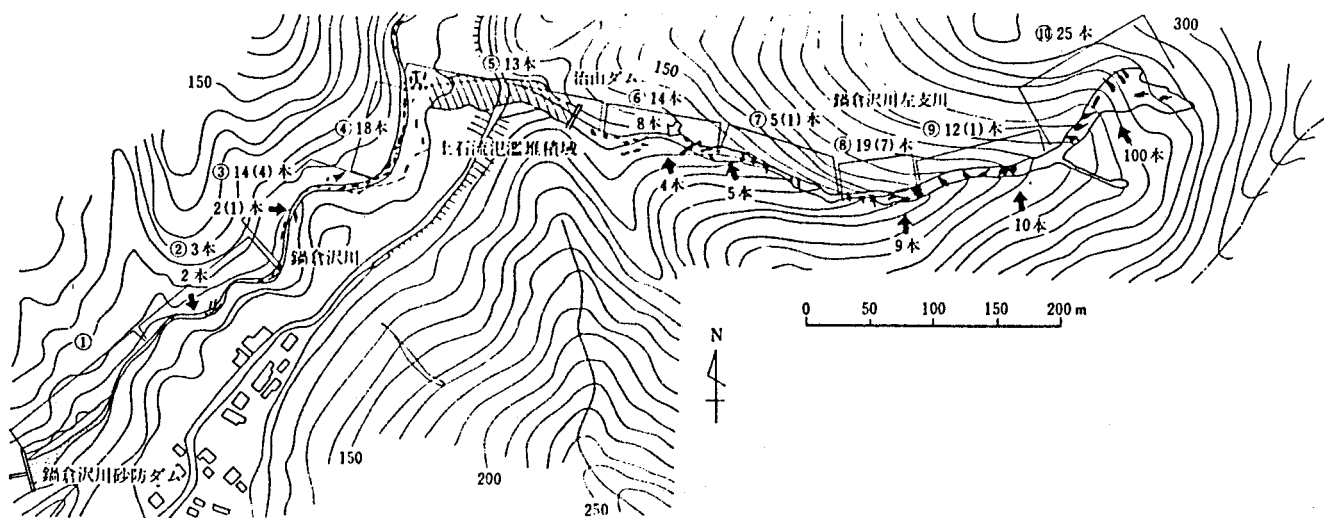 300
⑩ 25本
150
⑤ 13本
治山ダム
150
⑥ 14本
8本
⑦ 5(1)本
鍋倉沢川左支川
⑨ 12(1)本
⑧ 19(7)本
100本
④ 18本
土石流氾濫堆積域
③ 14(4)本
2(1)本
4本
5本
9本
10本
② 3本
鍋倉沢川
2本
①
0 50 100 150 200 m
N
鍋倉沢川砂防ダム
150
200
250